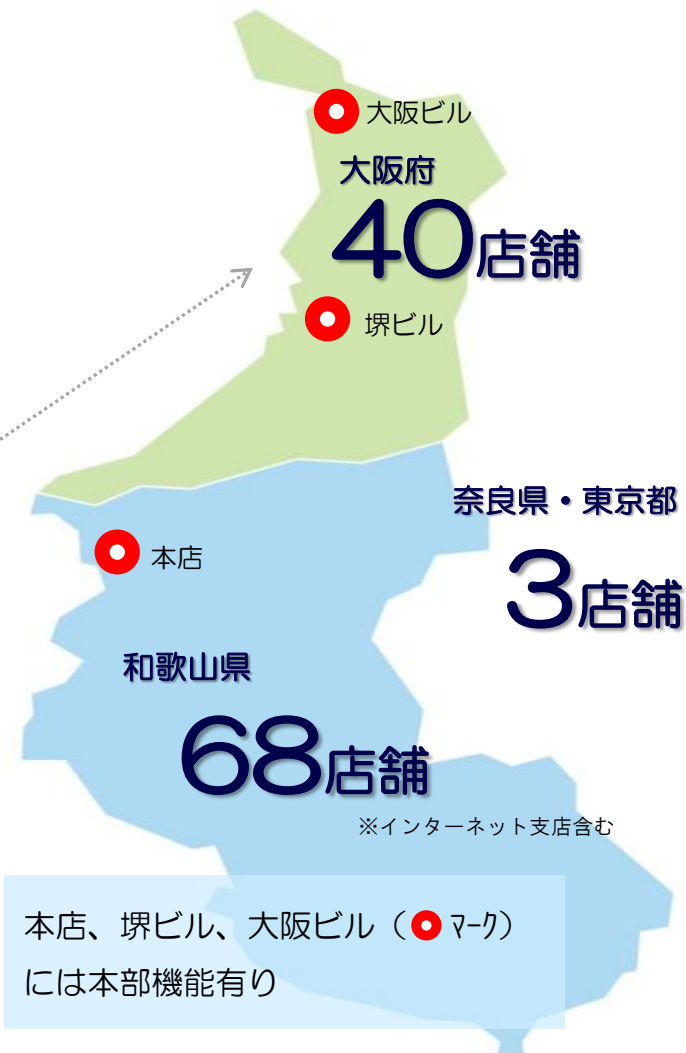 大阪ビル
大阪府
40店舗
堺ビル
奈良県・東京都
3店舗
本店
和歌山県
68店舗
※インターネット支店含む
本店、堺ビル、大阪ビル（ ﾏｰｸ）
には本部機能有り